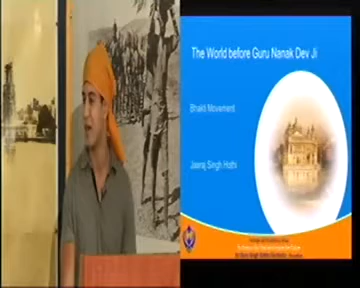 The World before Guru Nanak Dev Ji
Bhakti Movement
Jasraj Singh Hothi